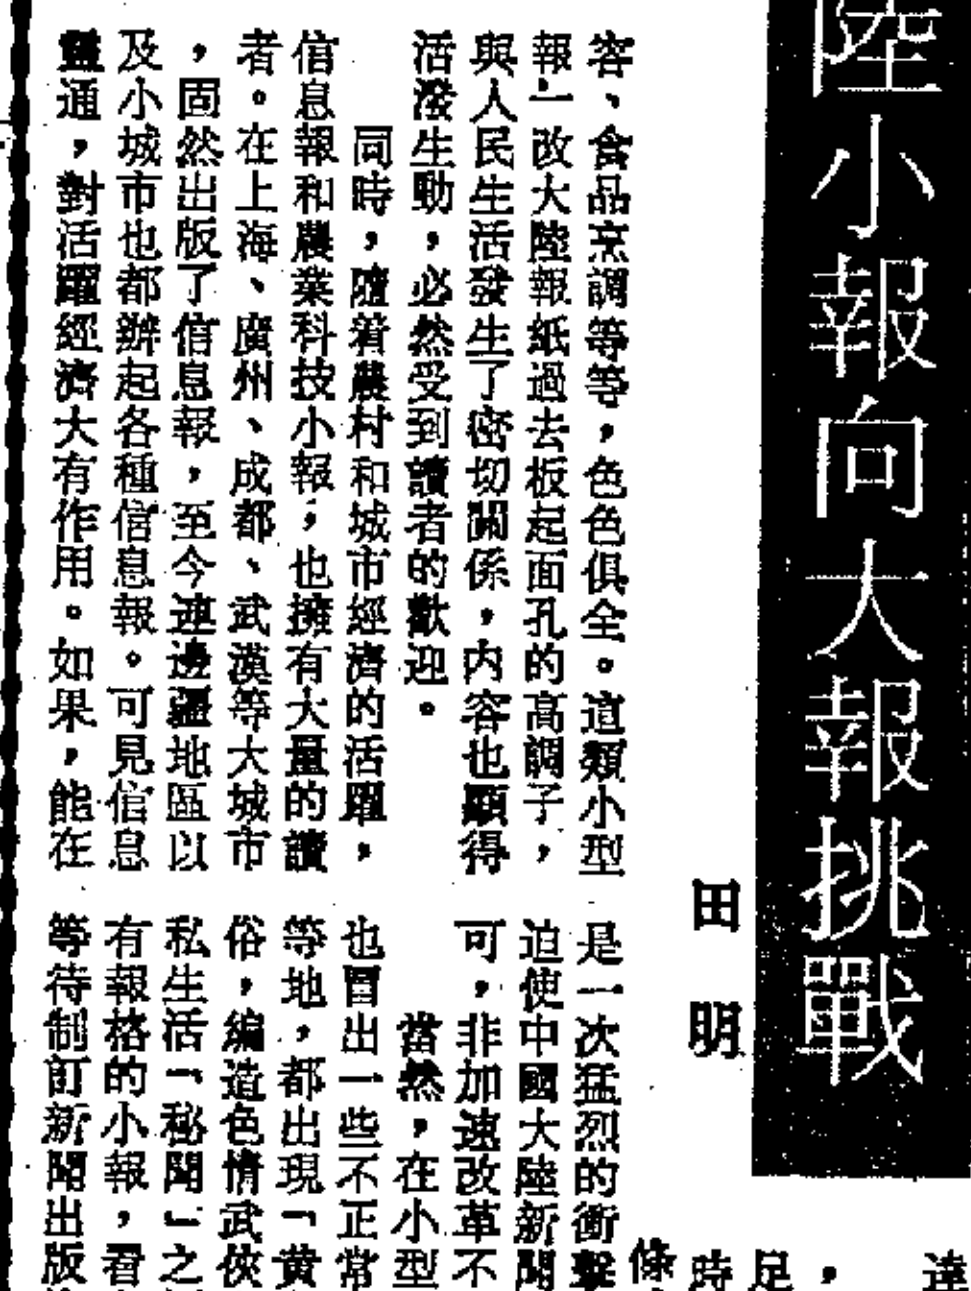 陸小報向大報挑戰
田明
容、食品烹調等等，色色俱全。這類小型
報」改大陸報紙過去板起面孔的高調子，
與人民生活發生了密切關係，內容也顯得
活潑生動，必然受到讀者的歡迎。
同時，隨着農村和城市經濟的活躍，
信息報和農業科技小報，也擁有大量的讀
者。在上海、廣州、成都、武漢等大城市
，固然出版了信息報，至今連邊疆地區以
及小城市也都辦起各種信息報。可見信息
靈通，對活躍經濟大有作用。如果，能在
是一次猛烈的衝擊
迫使中國大陸新聞
可，非加速改革不
當然，在小型
也冒出一些不正常
等地，都出現「黄
俗，編造色情武俠
私生活「秘聞」之
有報格的小報，看
等待制訂新聞出版
條
時
足
，
達